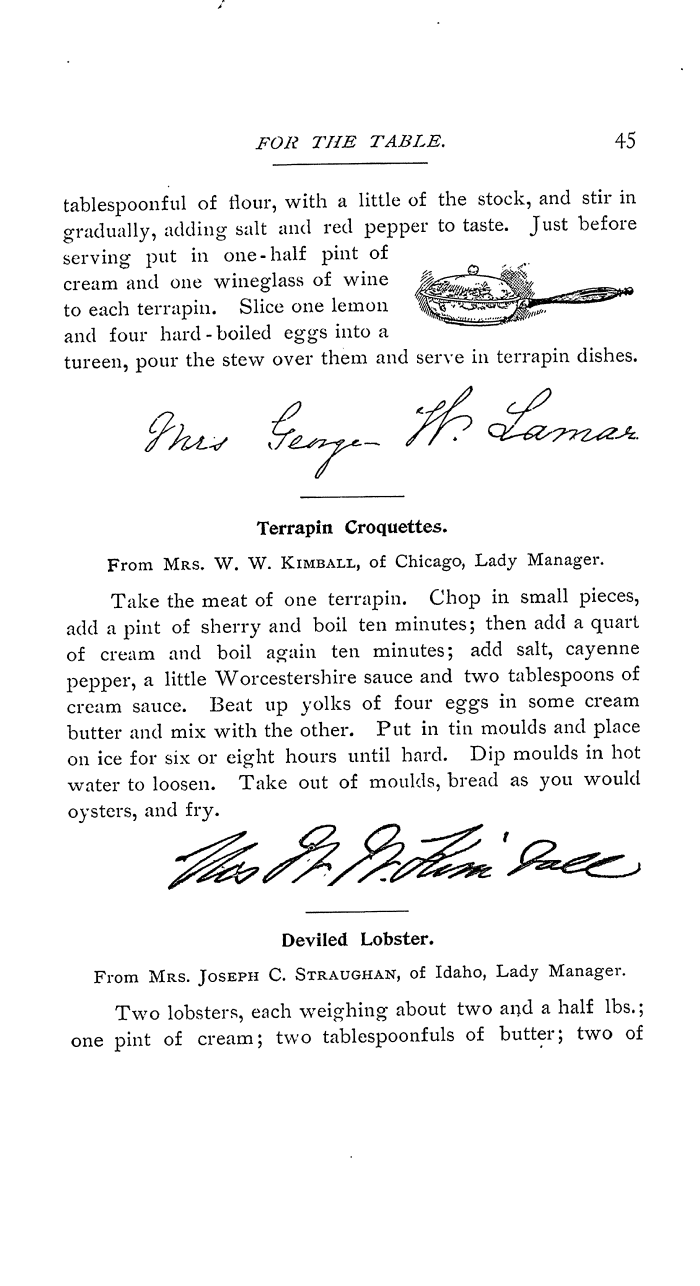 FOR THE TABLE. 45
tablespoonful of flour, with a little of the stock, and stir in
gradually, adding salt and red pepper to taste. Just before
serving put in one-half pint of
cream and one wineglass of wine
to each terrapin. Slice one lemon
and four hard-boiled eggs into a
tureen, pour the stew over them and serve in terrapin dishes.
Mrs George W. Lamar
Terrapin Croquettes.
From Mrs. W. W. Kimball, of Chicago, Lady Manager.
Take the meat of one terrapin. Chop in small pieces,
add a pint of sherry and boil ten minutes; then add a quart
of cream and boil again ten minutes; add salt, cayenne
pepper, a little Worcestershire sauce and two tablespoons of
cream sauce. Beat up yolks of four eggs in some cream
butter and mix with the other. Put in tin moulds and place
on ice for six or eight hours until hard. Dip moulds in hot
water to loosen. Take out of moulds, bread as you would
oysters, and fry.
Mrs W. W. Kimball
Deviled Lobster.
From Mrs. Joseph C. Straughan, of Idaho, Lady Manager.
Two lobsters, each weighing about two and a half lbs.;
one pint of cream; two tablespoonfuls of butter; two of